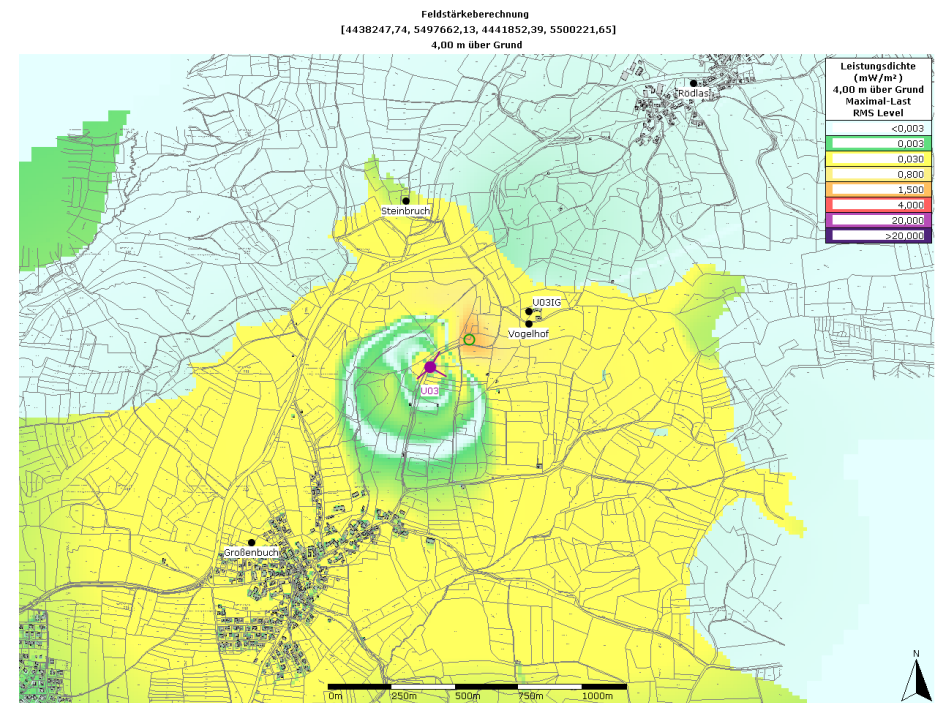 Feldstärkeberechnung
[4438247,74, 5497662,13, 4441852,39, 5500221,65]
4,00 m über Grund
Leistungsdichte
(mW/m²)
4,00 m über Grund
Maximal-Last
RMS Level
<0,003
0,003
0,030
0,800
1,500
4,000
20,000
>20,000
Rödlas
Steinbruch
U03IG
Vogelhof
U03
Großenbuch
N
0m 250m 500m 750m 1000m